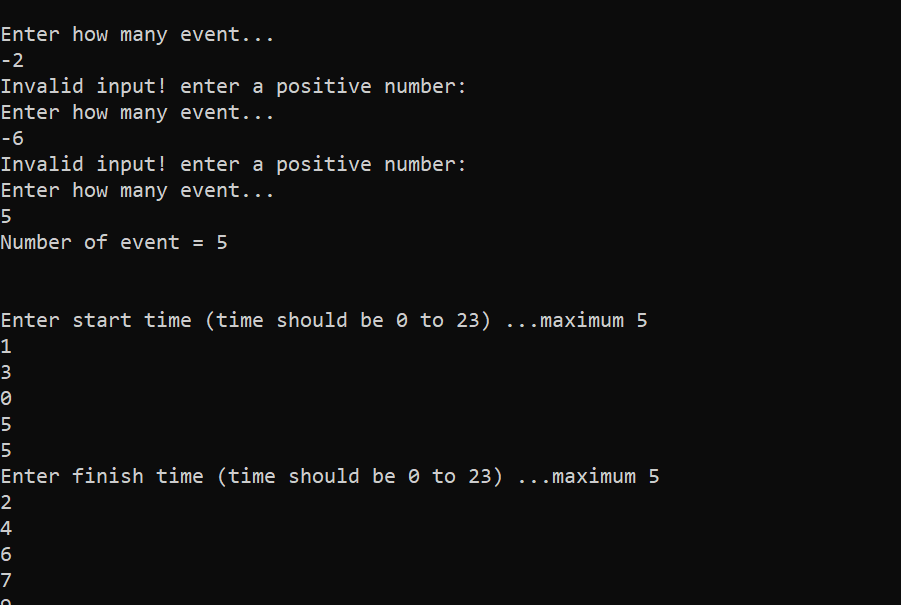 Enter how many event...
-2
Invalid input! enter a positive number:
Enter how many event...
-6
Invalid input! enter a positive number:
Enter how many event...
5
Number of event = 5
Enter start time (time should be 0 to 23) ...maximum 5
1
3
0
5
5
Enter finish time (time should be 0 to 23) ...maximum 5
2
4
6
7